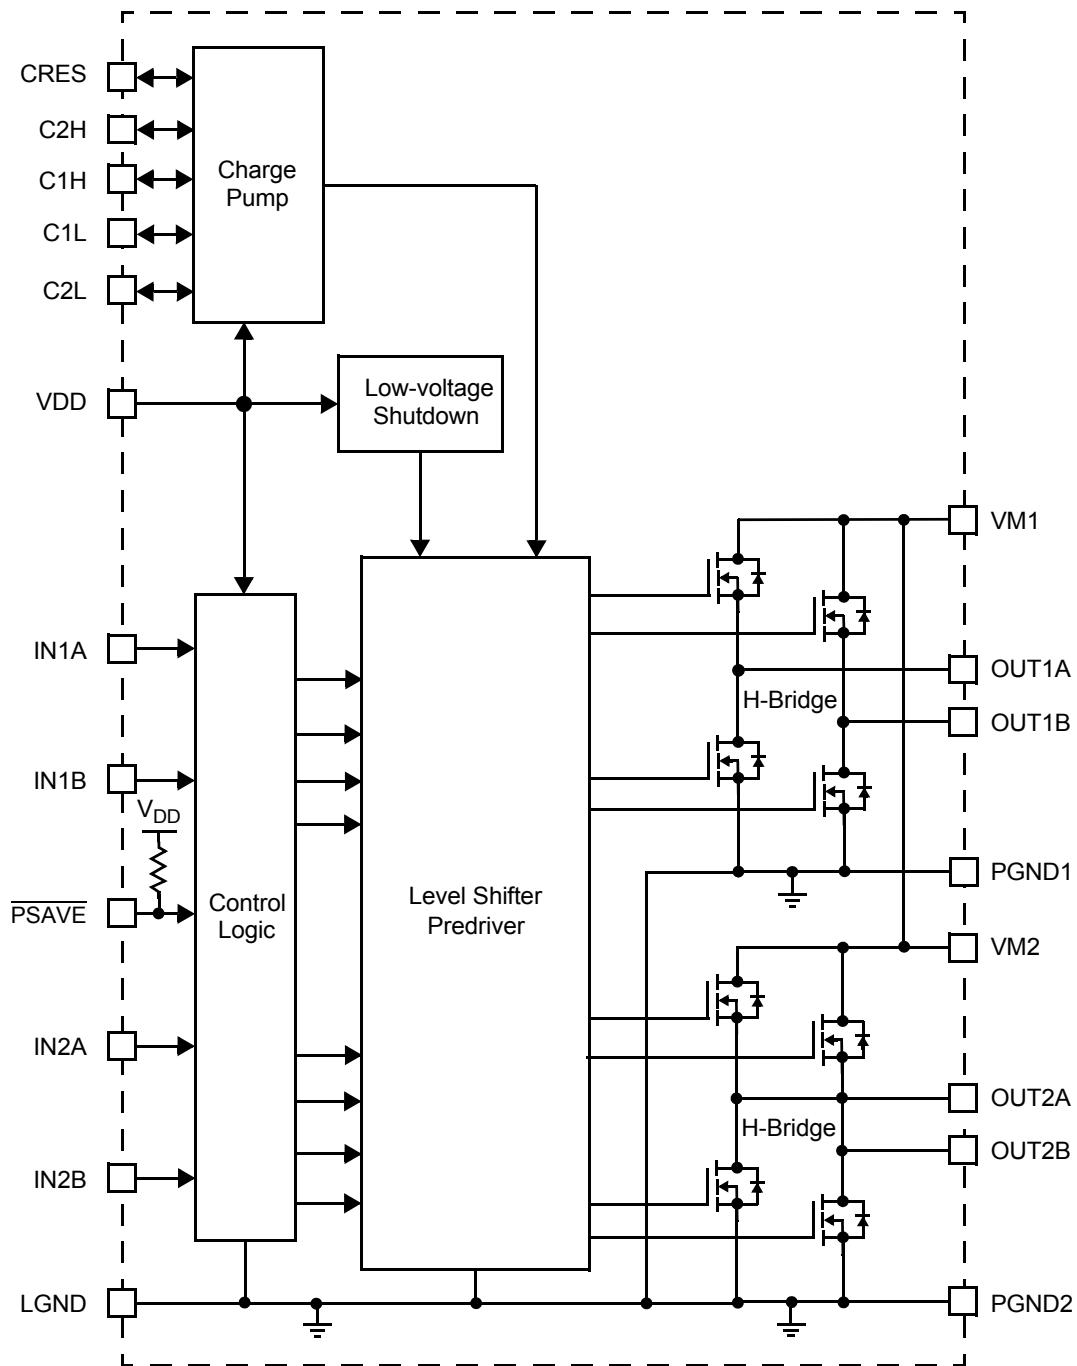 CRES
C2H
C1H
C1L
C2L
Charge
Pump
VDD
Low-voltage
Shutdown
VM1
IN1A
OUT1A
H-Bridge
OUT1B
IN1B
VDD
PGND1
PSAVE
Control
Logic
Level Shifter
Predriver
VM2
IN2A
OUT2A
H-Bridge
OUT2B
IN2B
LGND
PGND2